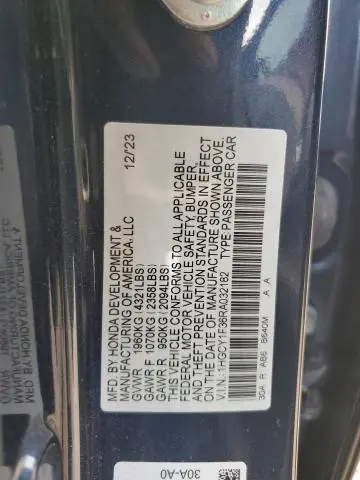 MFD. BY HONDA DEVELOPMENT & 12/'23
MANUFACTURING OF AMERICA, LLC
GVWR 1960KG (4321LBS)
GAWR F 1070KG (2358LBS)
GAWR R 950KG (2094LBS)
THIS VEHICLE CONFORMS TO ALL APPLICABLE
FEDERAL MOTOR VEHICLE SAFETY, BUMPER,
AND THEFT PREVENTION STANDARDS IN EFFECT
ON THE DATE OF MANUFACTURE SHOWN ABOVE.
V.I.N.: 1HGCY1F36RA032182 TYPE:PASSENGER CAR
30A R AB6 B640M A A
30A-A0